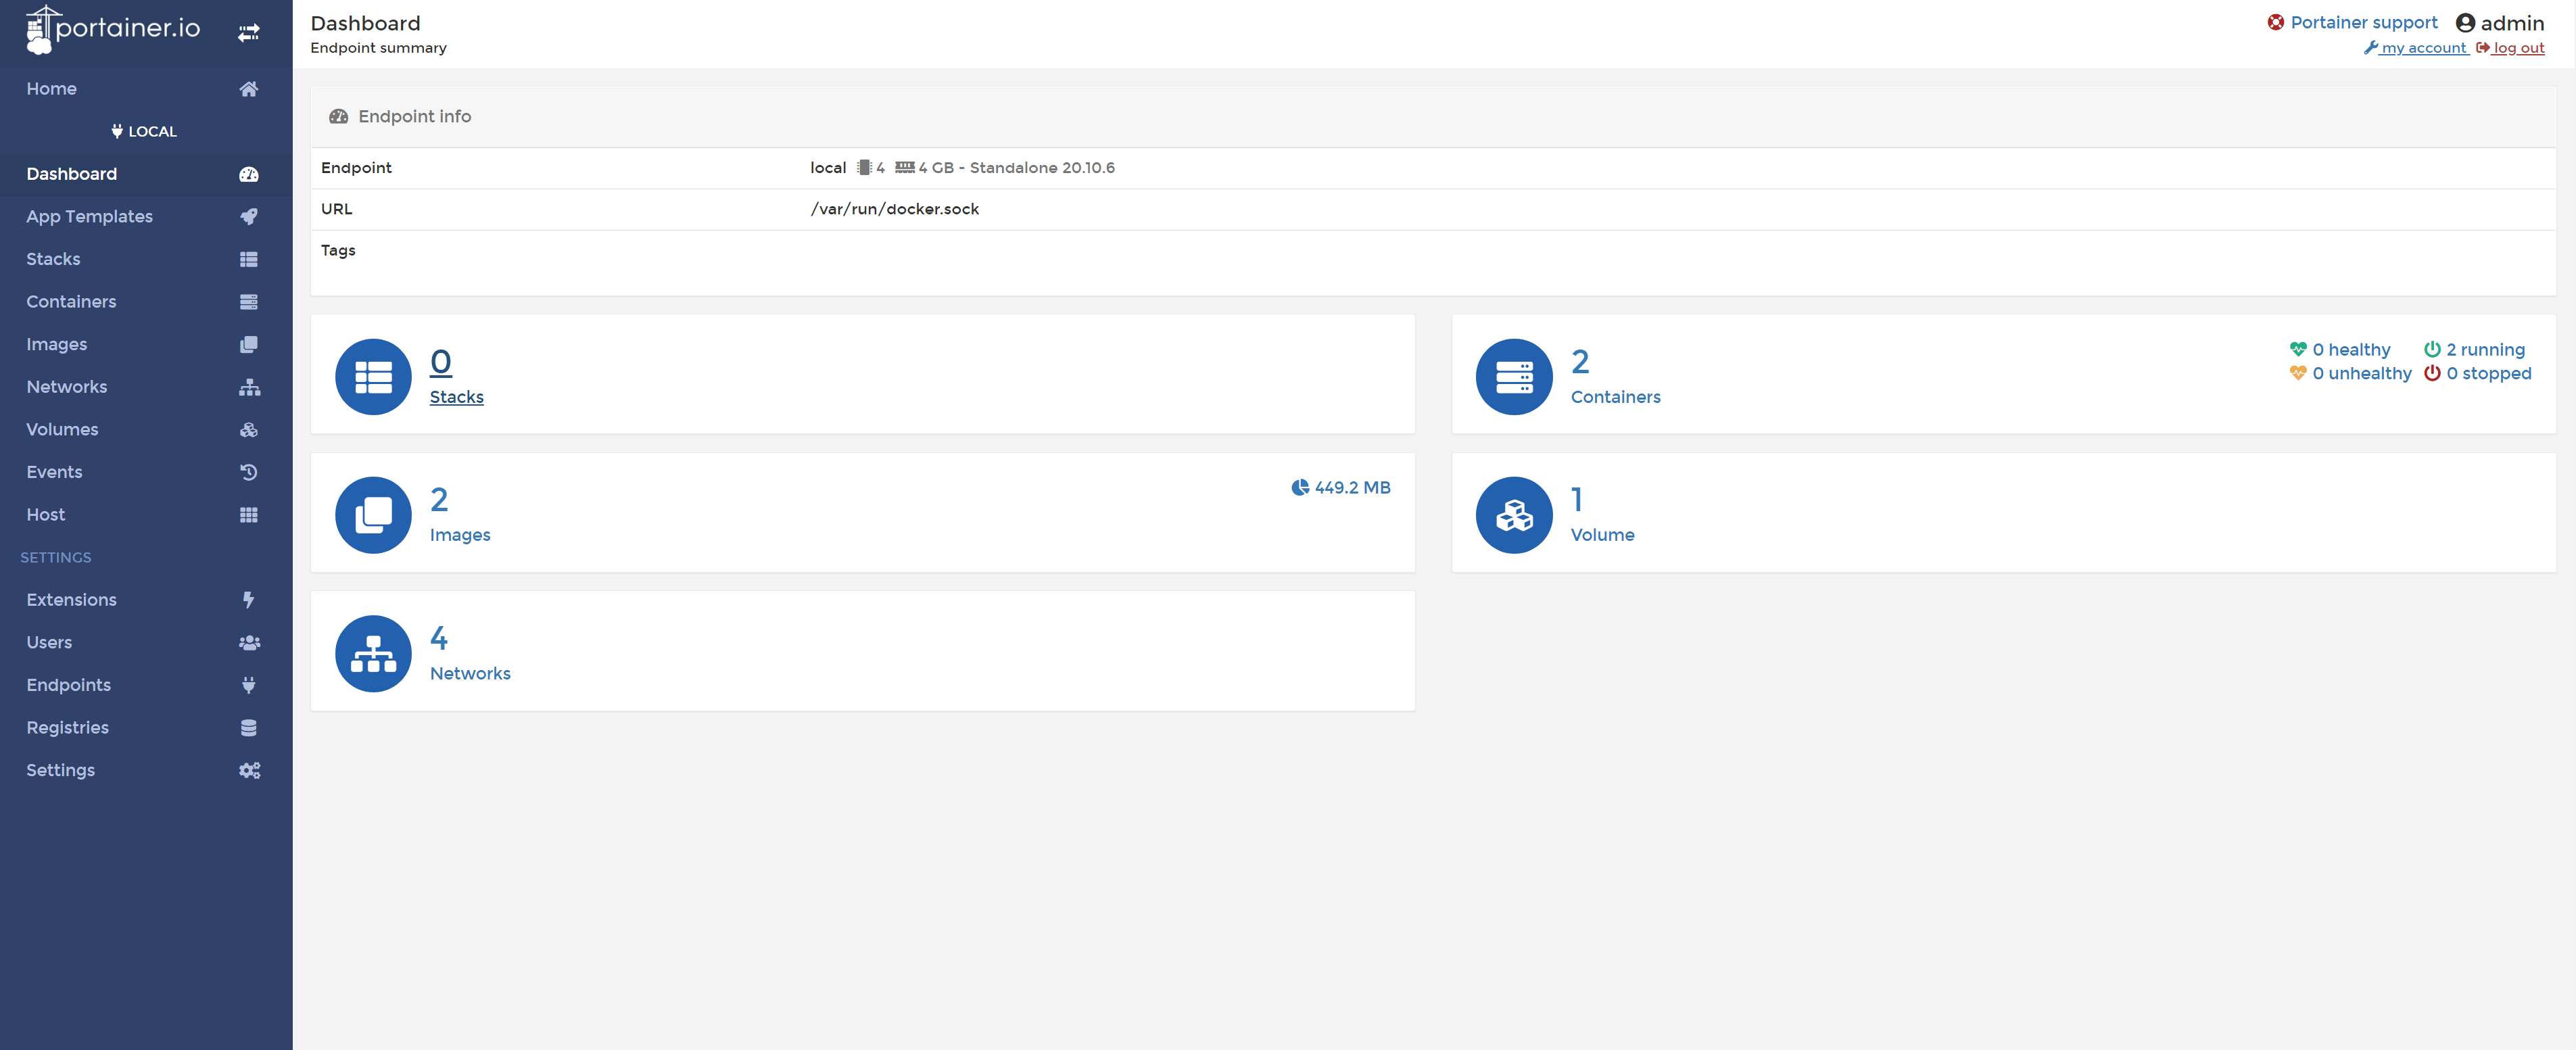 portainer.io
Home
LOCAL
Dashboard
App Templates
Stacks
Containers
Images
Networks
Volumes
Events
Host
SETTINGS
Extensions
Users
Endpoints
Registries
Settings
Dashboard
Endpoint summary
Portainer support admin
my account log out
Endpoint info
Endpoint local 4 4 GB - Standalone 20.10.6
URL /var/run/docker.sock
Tags
0
Stacks
2
Containers
0 healthy 2 running
0 unhealthy 0 stopped
2
Images
449.2 MB
1
Volume
4
Networks